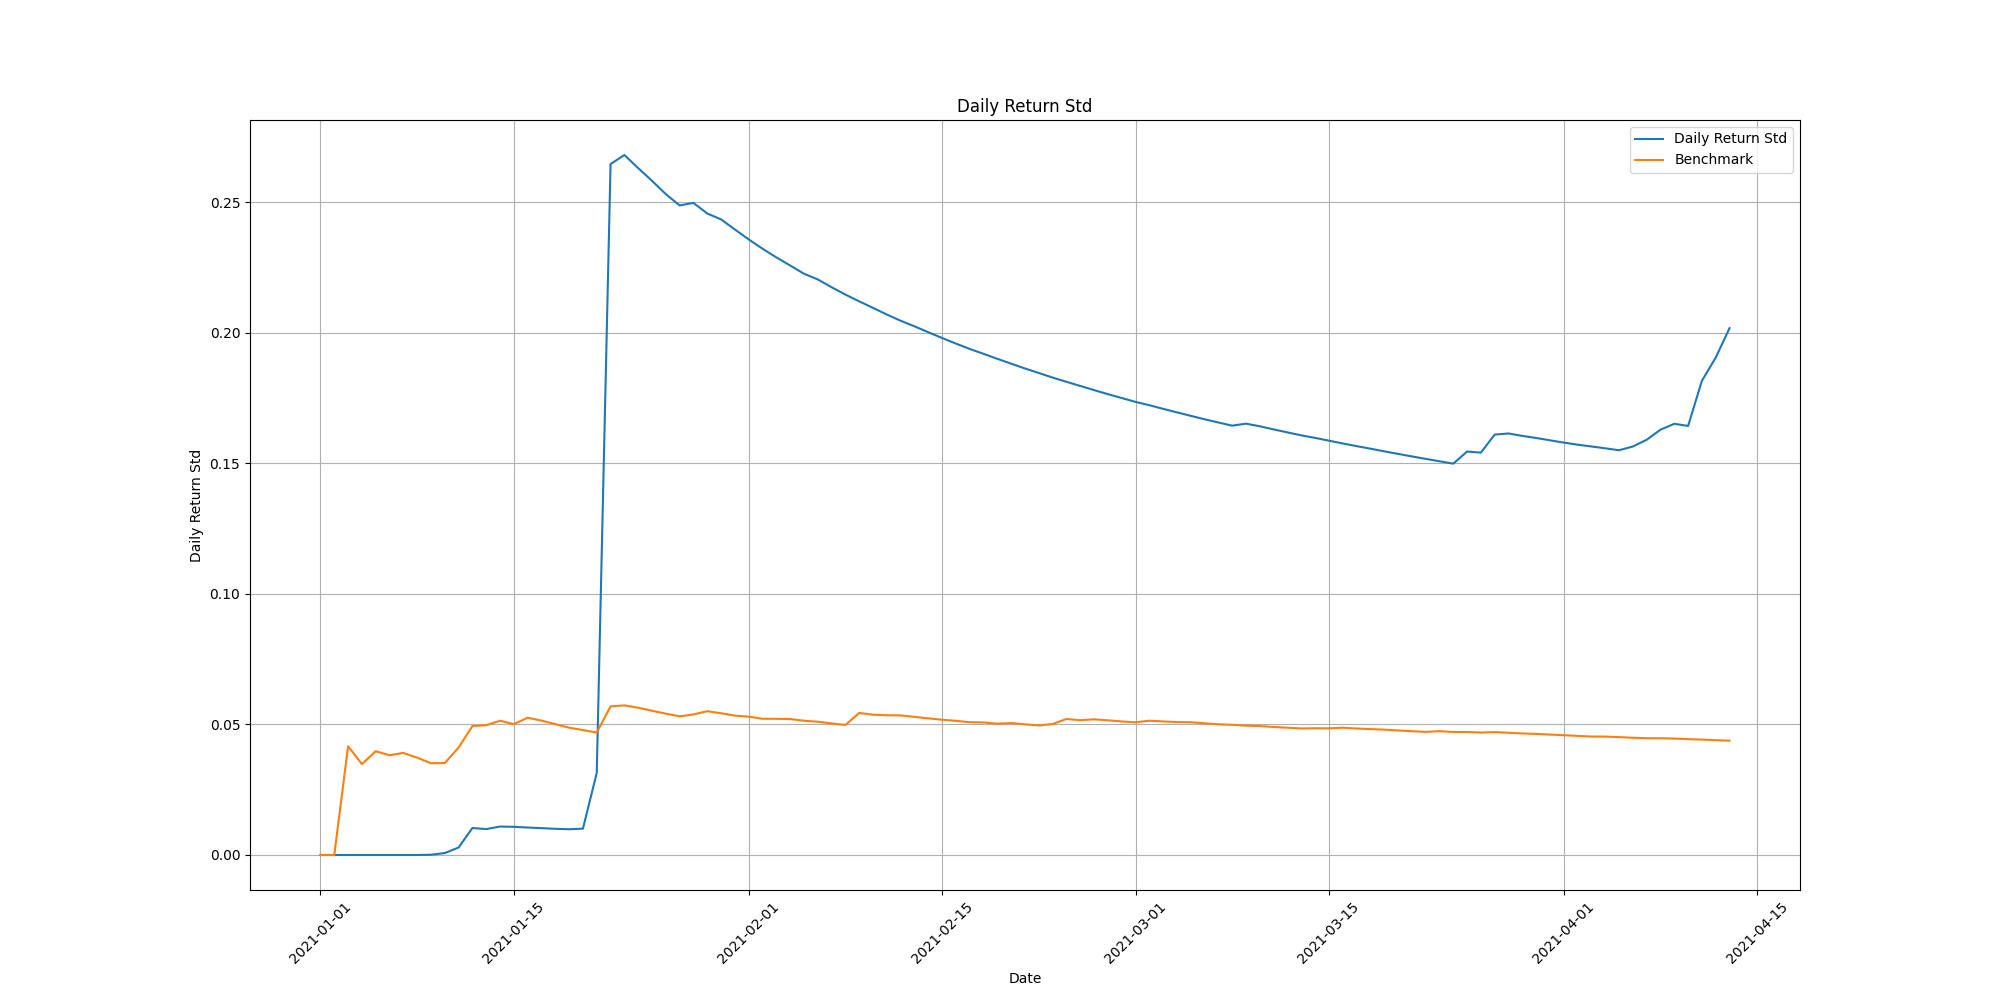 Daily Return Std
Daily Return Std
Benchmark
Daily Return Std
0.25
0.20
0.15
0.10
0.05
0.00
2021-01-01
2021-01-15
2021-02-01
2021-02-15
2021-03-01
2021-03-15
2021-04-01
2021-04-15
Date